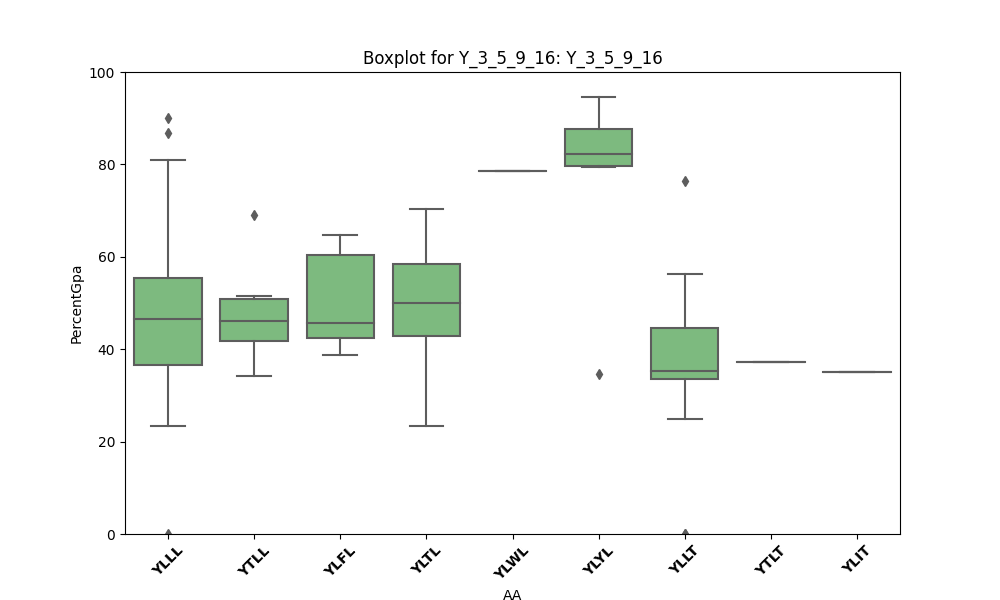 Boxplot for Y_3_5_9_16: Y_3_5_9_16
100
80
60
40
20
0
PercentGpa
YLLL
YTLL
YLFL
YLTL
YLWL
YLYL
YLLT
YTLT
YLIT
AA